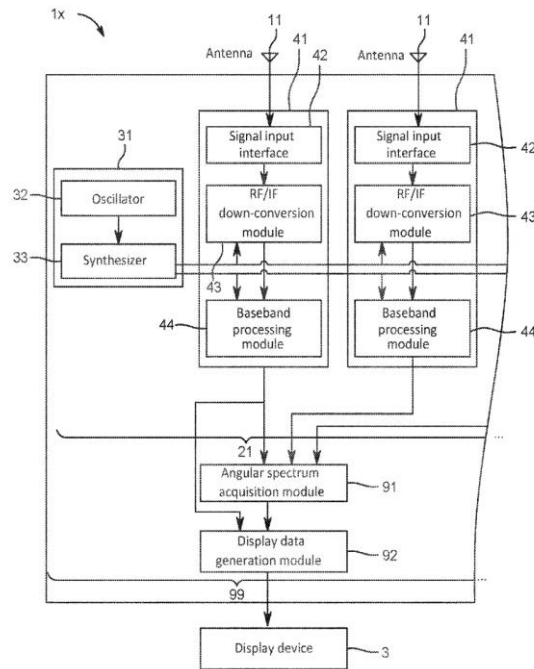 1x
11
11
Antenna
Antenna
41
42
41
Signal input
interface
Signal input
interface
42
31
32
Oscillator
RF/IF
down-conversion
module
RF/IF
down-conversion
module
43
33
Synthesizer
43
44
Baseband
processing
module
Baseband
processing
module
44
...
21
Angular spectrum
acquisition module
91
Display data
generation module
92
...
99
Display device
3